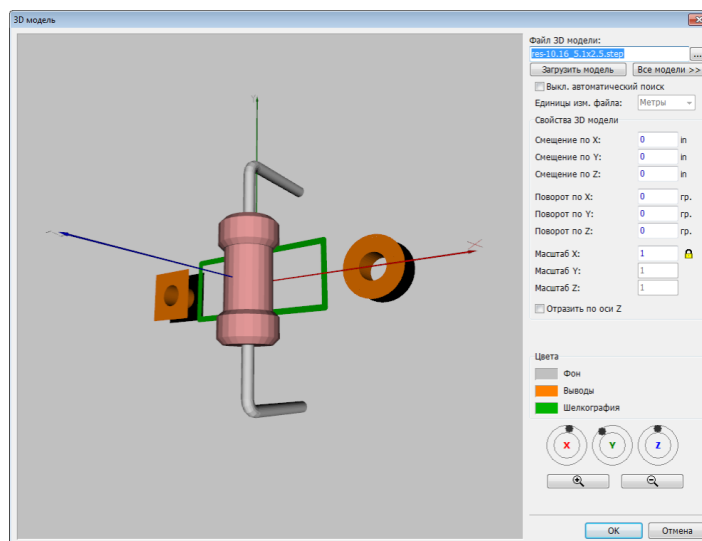 3D модель
Файл 3D модели:
res-10.16_5.1x2.5.step
...
Загрузить модель
Все модели >>
Выкл. автоматический поиск
Единицы изм. файла: Метры
Свойства 3D модели
Смещение по X: 0 in
Смещение по Y: 0 in
Смещение по Z: 0 in
Поворот по X: 0 гр.
Поворот по Y: 0 гр.
Поворот по Z: 0 гр.
Масштаб X: 1
Масштаб Y: 1
Масштаб Z: 1
Отразить по оси Z
Цвета
Фон
Выводы
Шелкография
X Y Z
OK Отмена